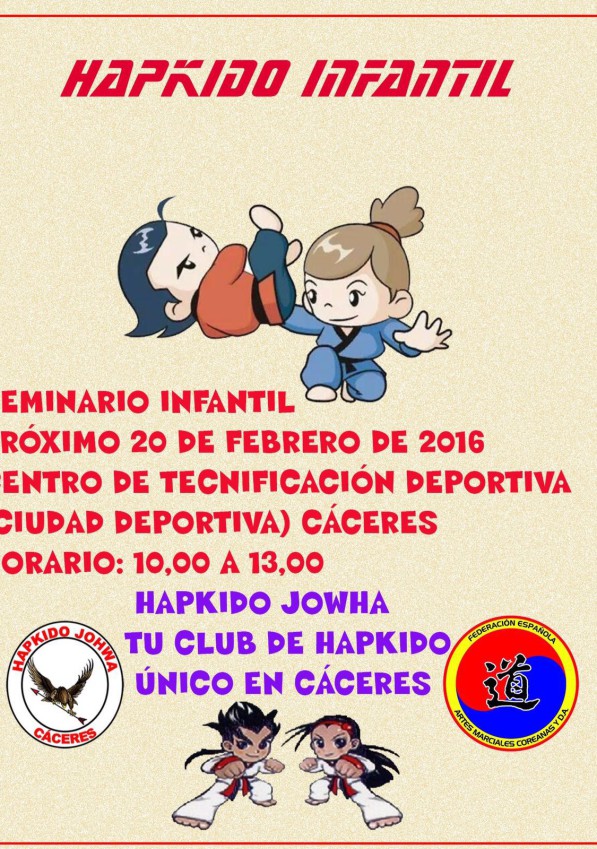 HAPKIDO INFANTIL
EMINARIO INFANTIL
RÓXIMO 20 DE FEBRERO DE 2016
ENTRO DE TECNIFICACIÓN DEPORTIVA
CIUDAD DEPORTIVA) CÁCERES
ORARIO: 10,00 A 13,00
HAPKIDO JOWHA
TU CLUB DE HAPKIDO
ÚNICO EN CÁCERES
HAPKIDO JOHWA
CÁCERES
FEDERACIÓN ESPAÑOLA
道
ARTES MARCIALES COREANAS Y D.A.